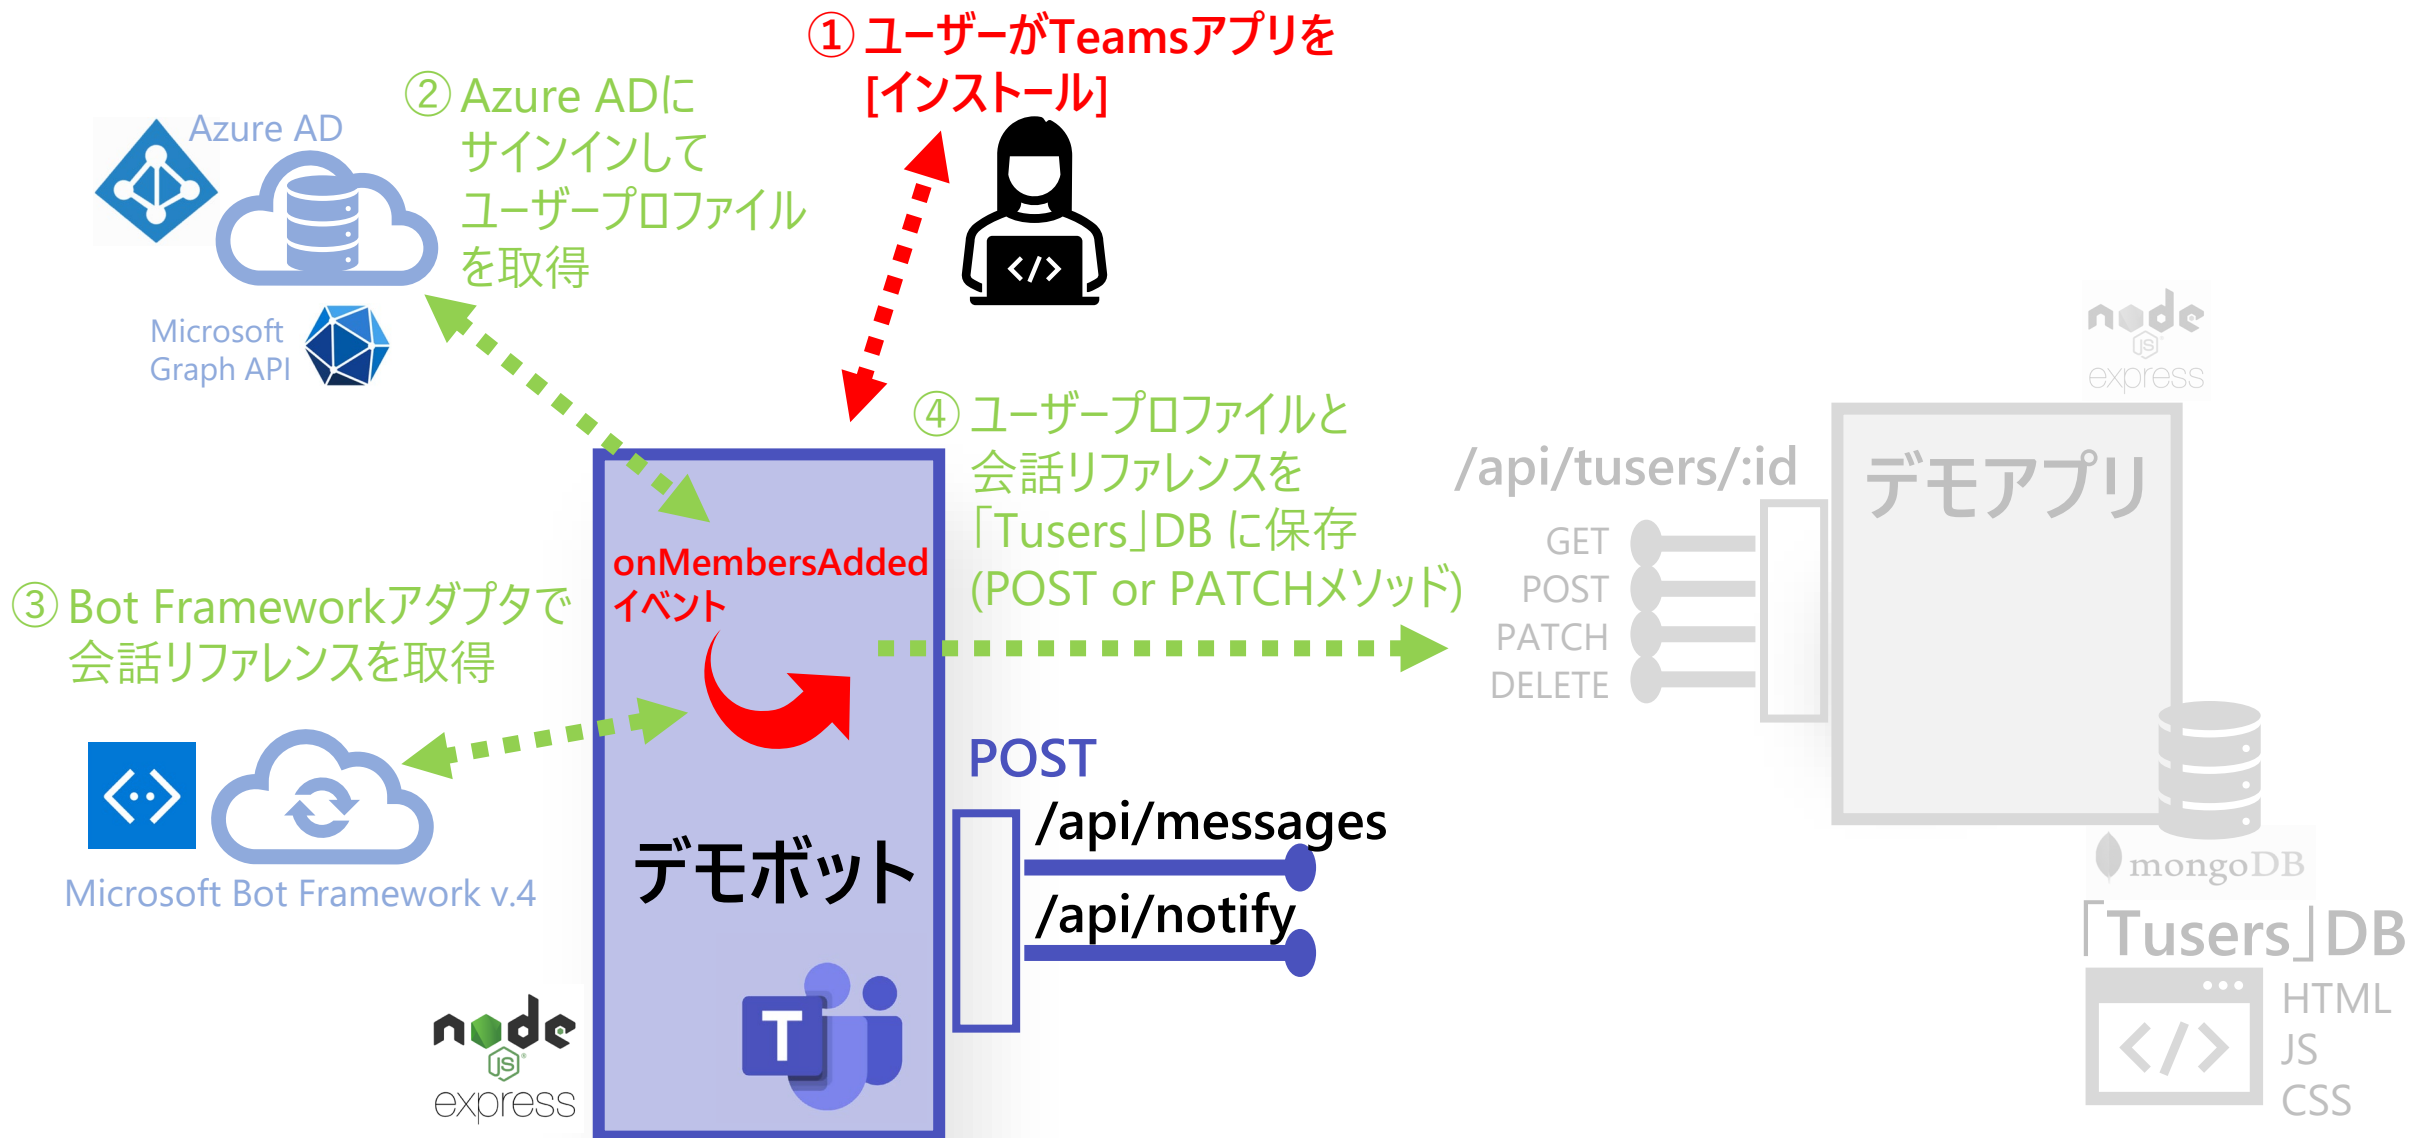 ① ユーザーがTeamsアプリを
[インストール]
② Azure ADに
サインインして
ユーザープロファイル
を取得
Azure AD
Microsoft
Graph API
③ Bot Frameworkアダプタで
会話リファレンスを取得
Microsoft Bot Framework v.4
onMembersAdded
イベント
デモボット
T
node
JS
express
④ ユーザープロファイルと
会話リファレンスを
「Tusers」DB に保存
(POST or PATCHメソッド)
POST
/api/messages
/api/notify
/api/tusers/:id
GET
POST
PATCH
DELETE
node
JS
express
デモアプリ
mongoDB
「Tusers」DB
HTML
JS
CSS